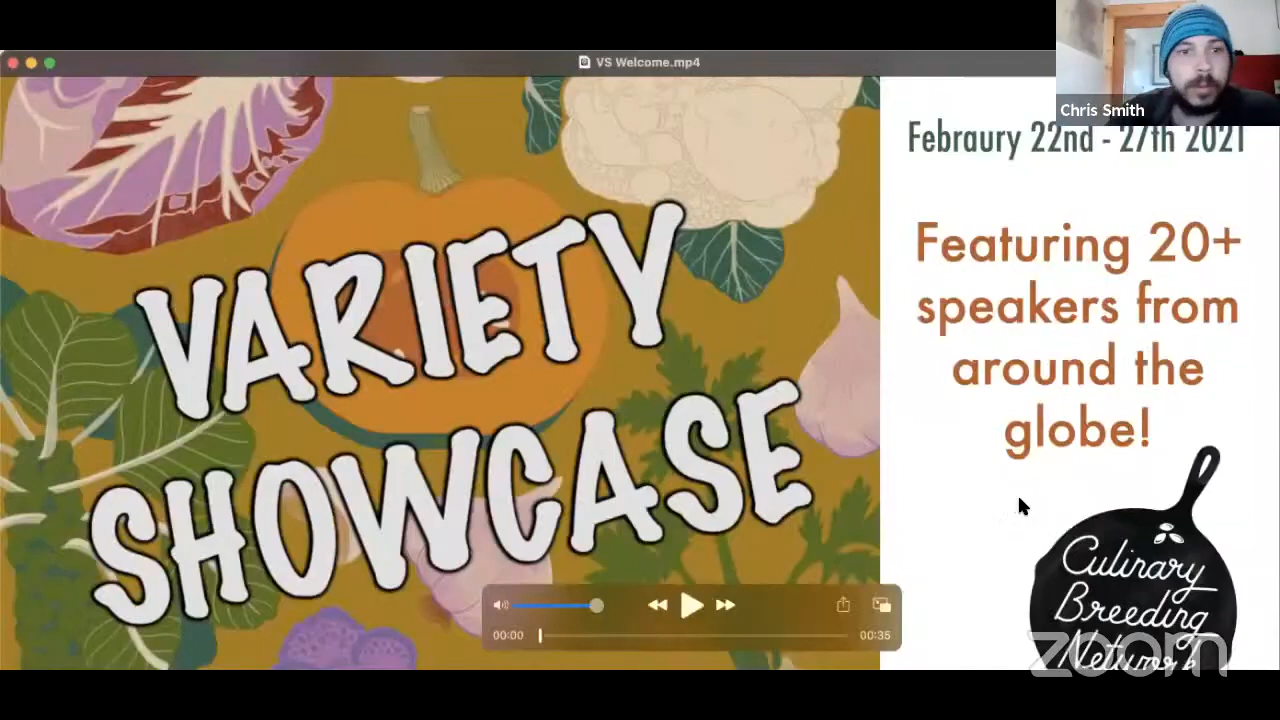 VS Welcome.mp4
Chris Smith
VARIETY
SHOWCASE
Febraury 22nd - 27th 2021
Featuring 20+
speakers from
around the
globe!
Culinary
Breeding
Network
00:00
00:35
zoom